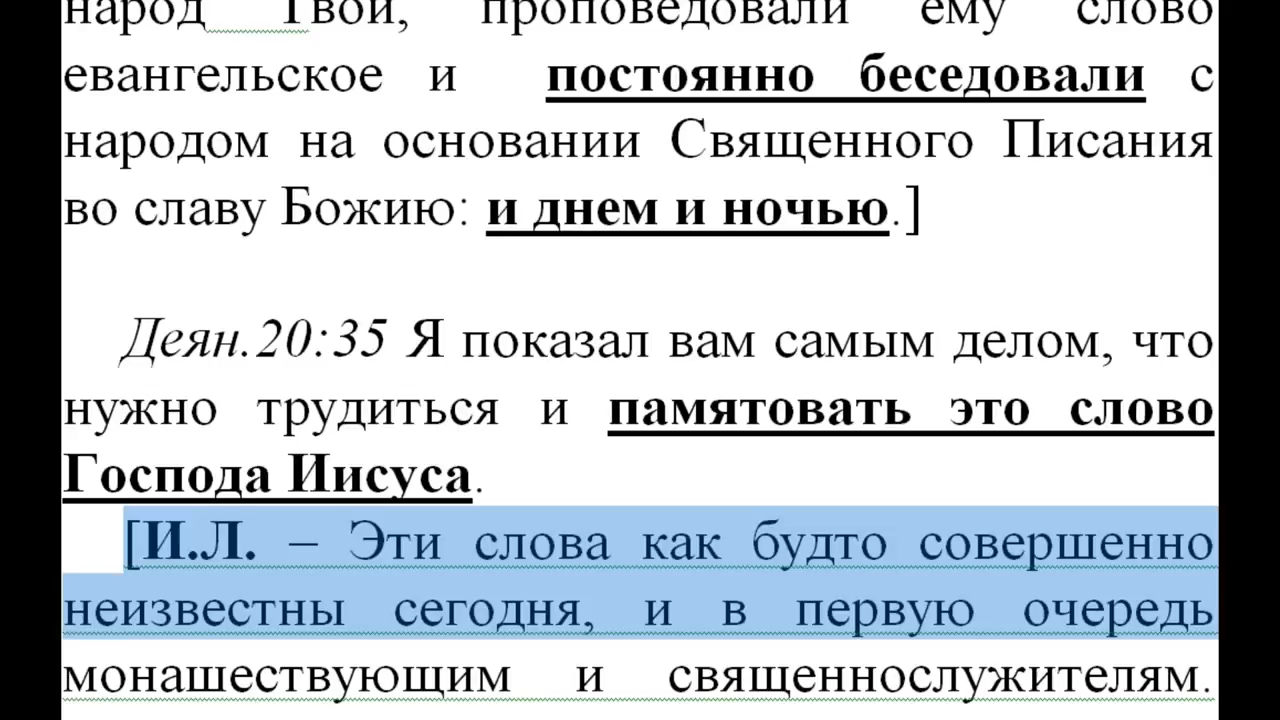 народ Твой, проповедовали ему слово
евангельское и постоянно беседовали с
народом на основании Священного Писания
во славу Божию: и днем и ночью.]
Деян.20:35 Я показал вам самым делом, что
нужно трудиться и памятовать это слово
Господа Иисуса.
[И.Л. – Эти слова как будто совершенно
неизвестны сегодня, и в первую очередь
монашествующим и священнослужителям.